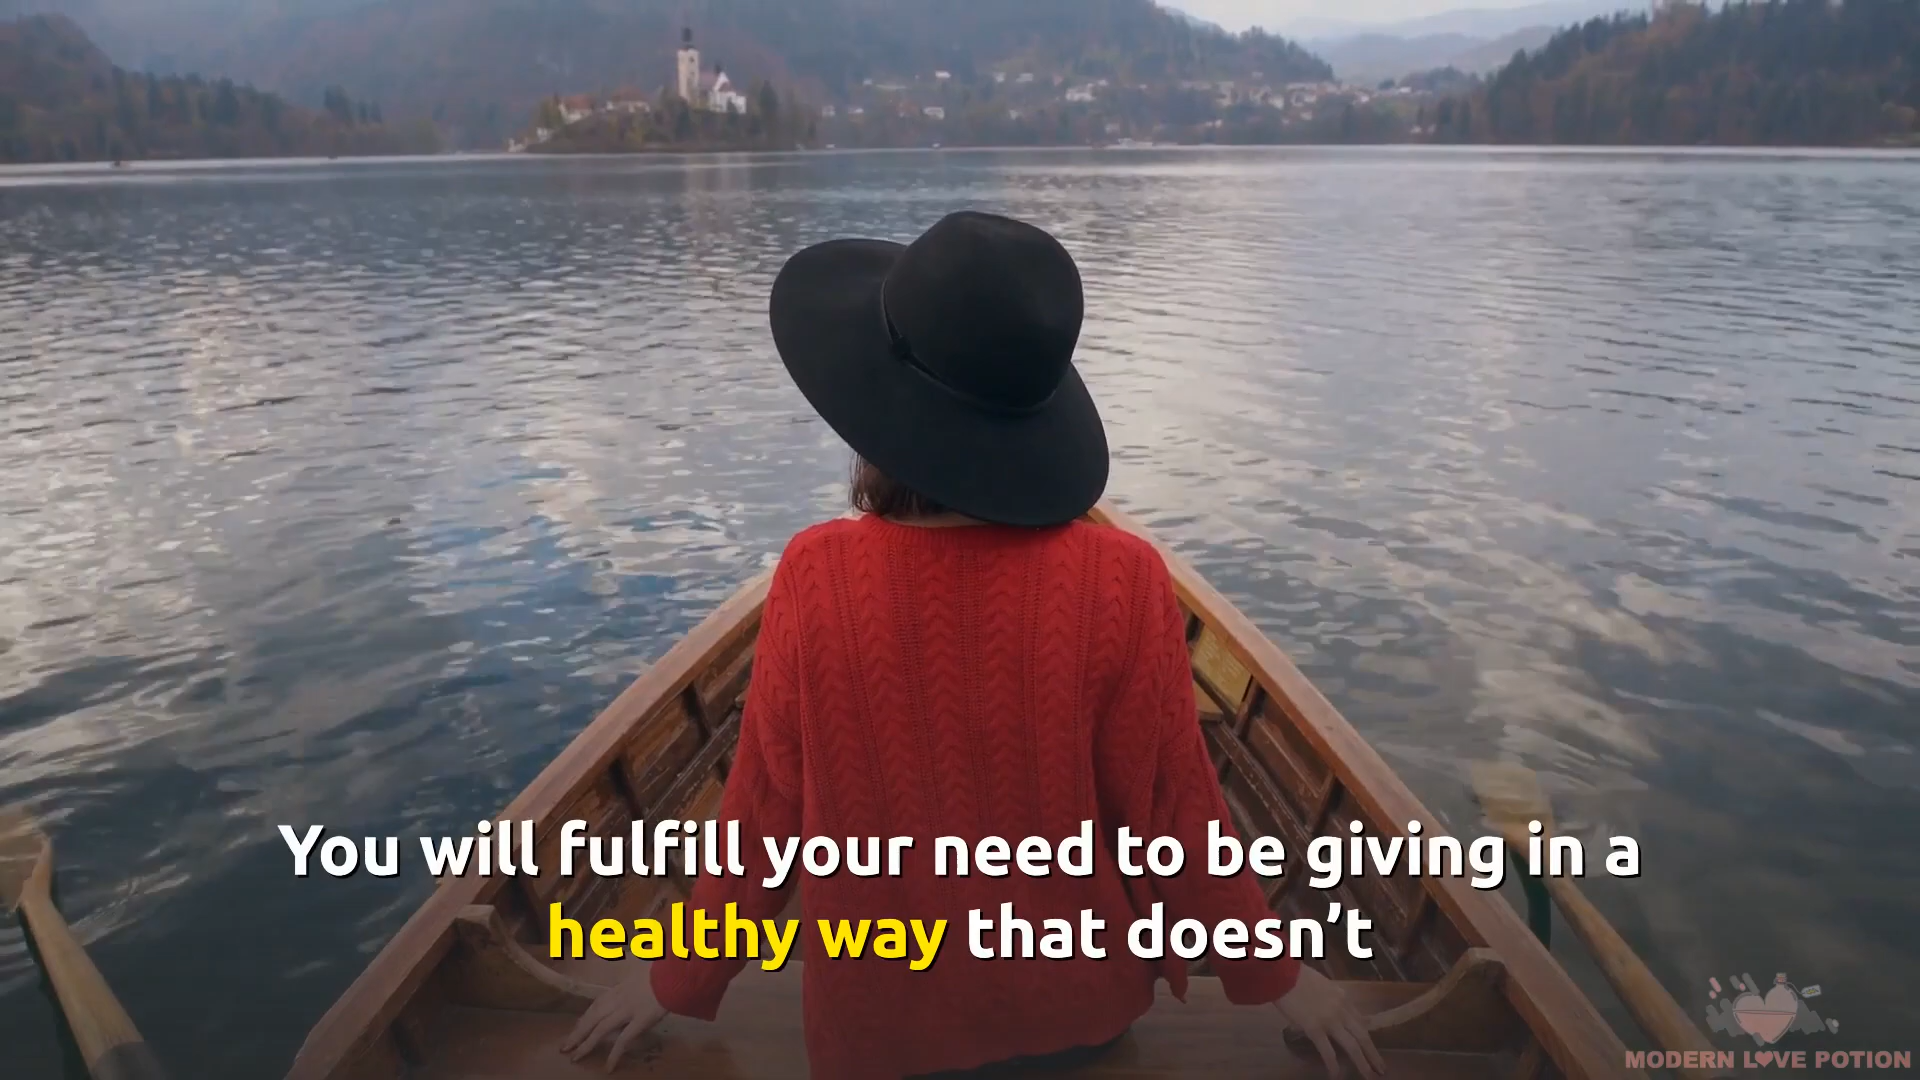 You will fulfill your need to be giving in a
healthy way that doesn’t
MODERN LOVE POTION